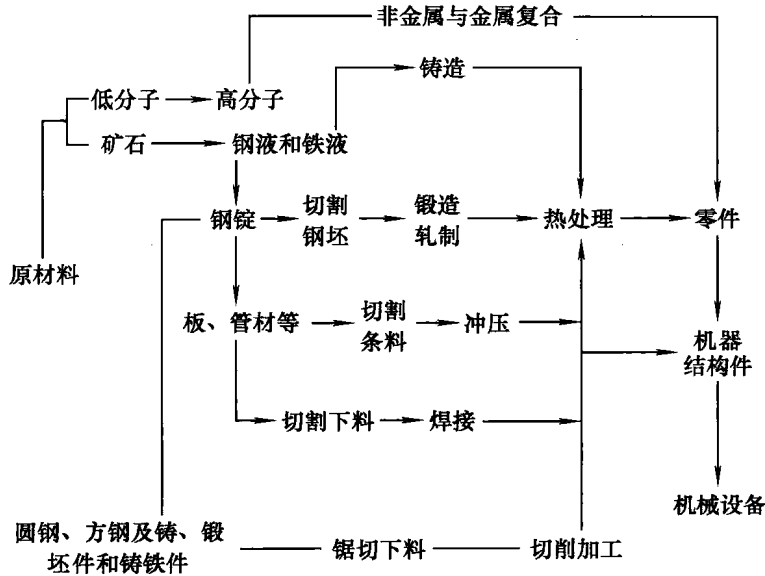 非金属与金属复合
铸造
低分子
高分子
矿石
钢液和铁液
钢锭
切割
钢坯
锻造
轧制
热处理
零件
原材料
板、管材等
切割
条料
冲压
机器
结构件
切割下料
焊接
机械设备
圆钢、方钢及铸、锻
坯件和铸铁件
锯切下料
切削加工